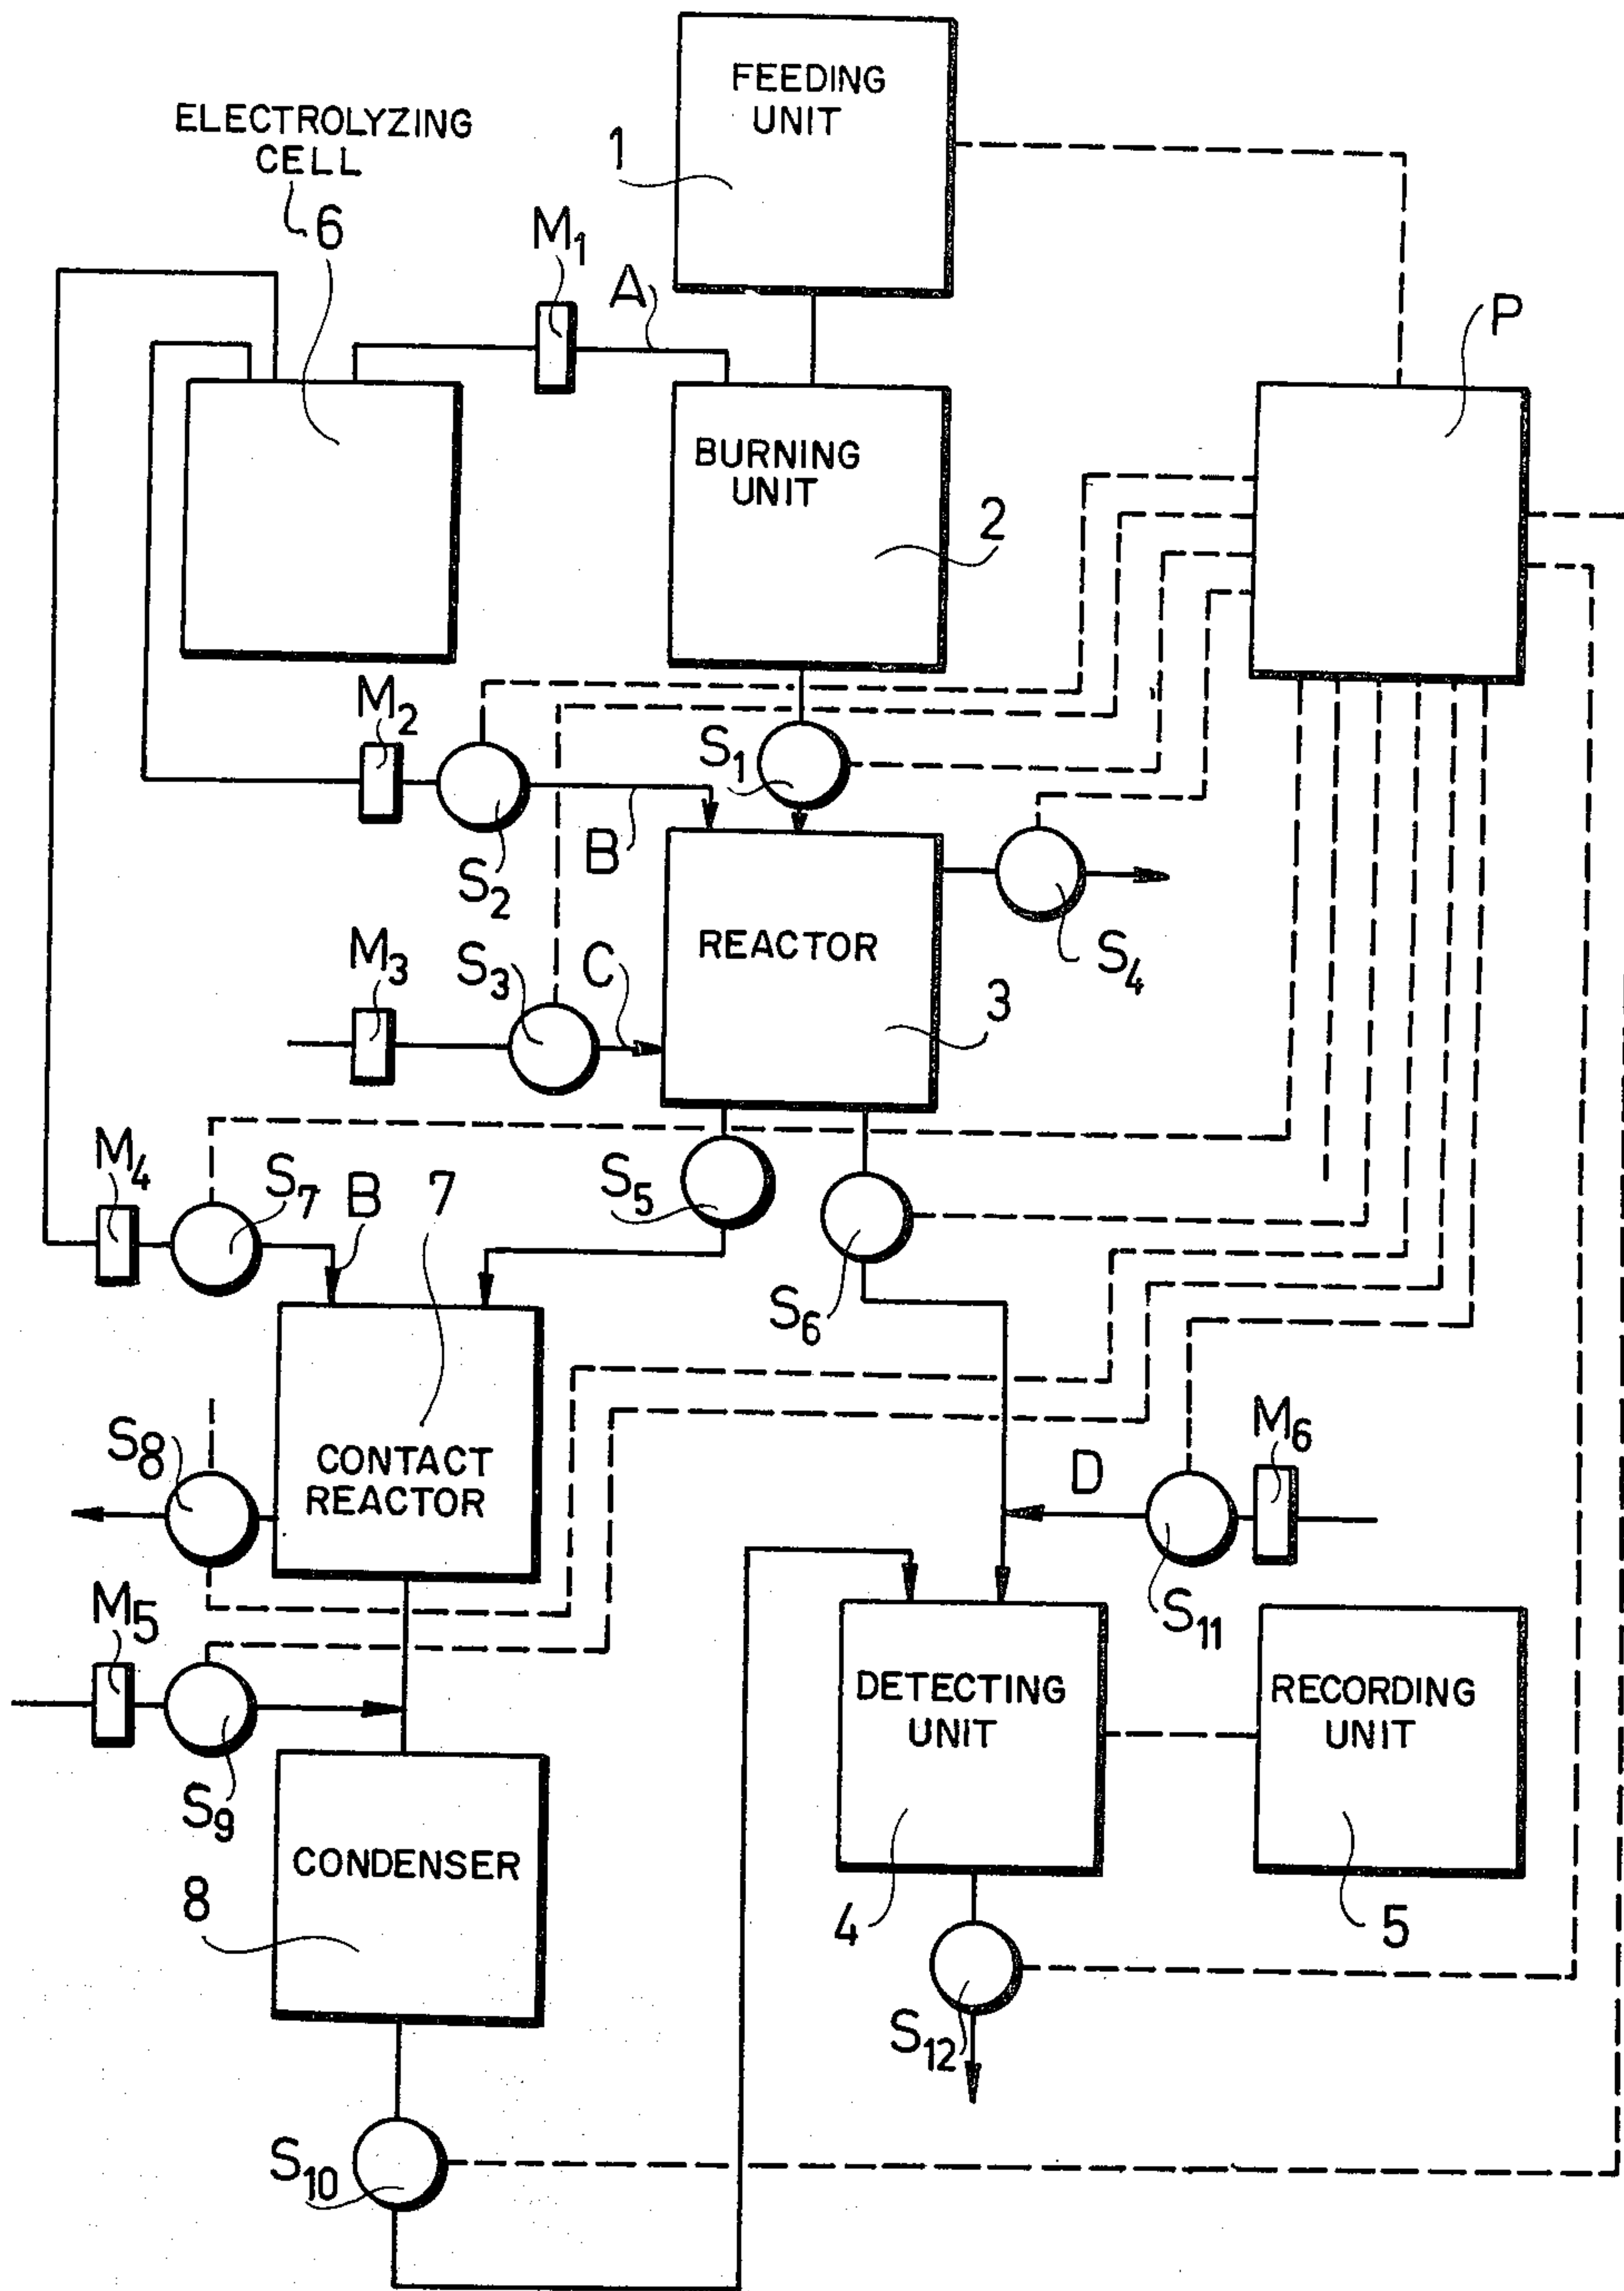 FEEDING
UNIT
1
ELECTROLYZING
CELL
6
M1
A
P
BURNING
UNIT
2
M2
S1
S2
B
REACTOR
S4
M3
S3
C
3
M4
S7
B
7
S5
S6
S8
CONTACT
REACTOR
D
M6
S11
M5
S9
DETECTING
UNIT
RECORDING
UNIT
CONDENSER
8
4
5
S12
S10